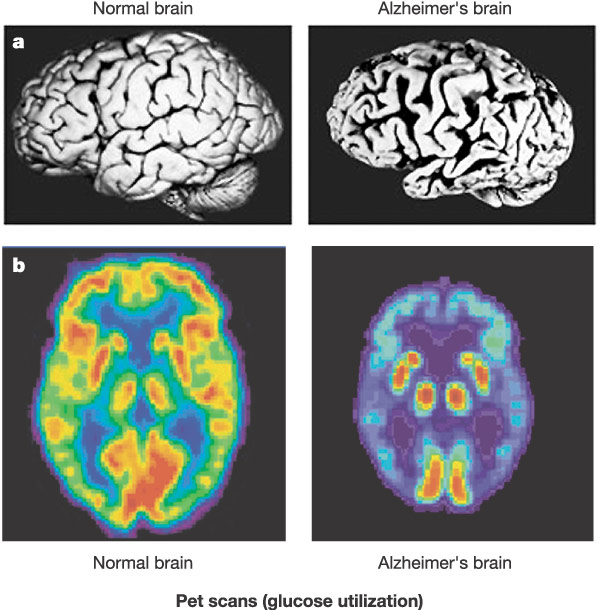 Normal brain
Alzheimer's brain
a
b
Normal brain
Alzheimer's brain
Pet scans (glucose utilization)